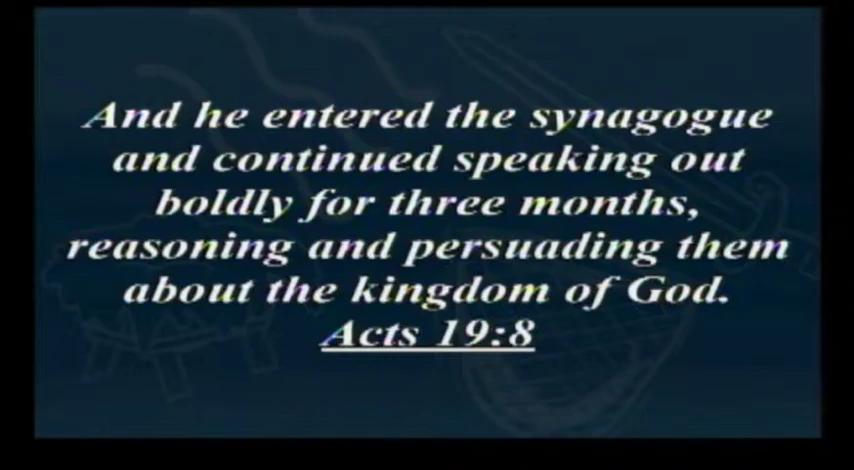 And he entered the synagogue
and continued speaking out
boldly for three months,
reasoning and persuading them
about the kingdom of God.
Acts 19:8